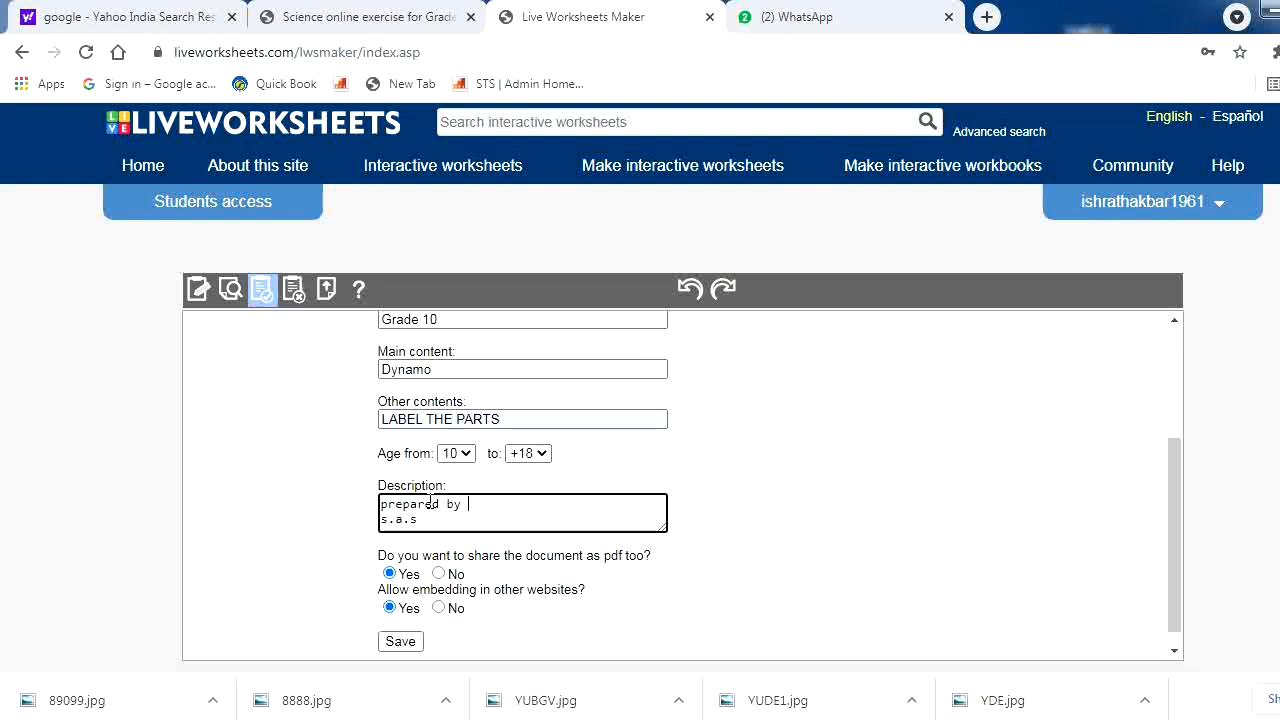 google - Yahoo India Search Res
Science online exercise for Grade
Live Worksheets Maker
(2) WhatsApp
liveworksheets.com/lwsmaker/index.asp
Apps
Sign in – Google ac...
Quick Book
New Tab
STS | Admin Home...
LIVEWORKSHEETS
Search interactive worksheets
Advanced search
English - Español
Home
About this site
Interactive worksheets
Make interactive worksheets
Make interactive workbooks
Community
Help
Students access
ishrathakbar1961
Grade 10
Main content:
Dynamo
Other contents:
LABEL THE PARTS
Age from: 10 to: +18
Description:
prepared by
s.a.s
Do you want to share the document as pdf too?
Yes No
Allow embedding in other websites?
Yes No
Save
89099.jpg
8888.jpg
YUBGV.jpg
YUDE1.jpg
YDE.jpg